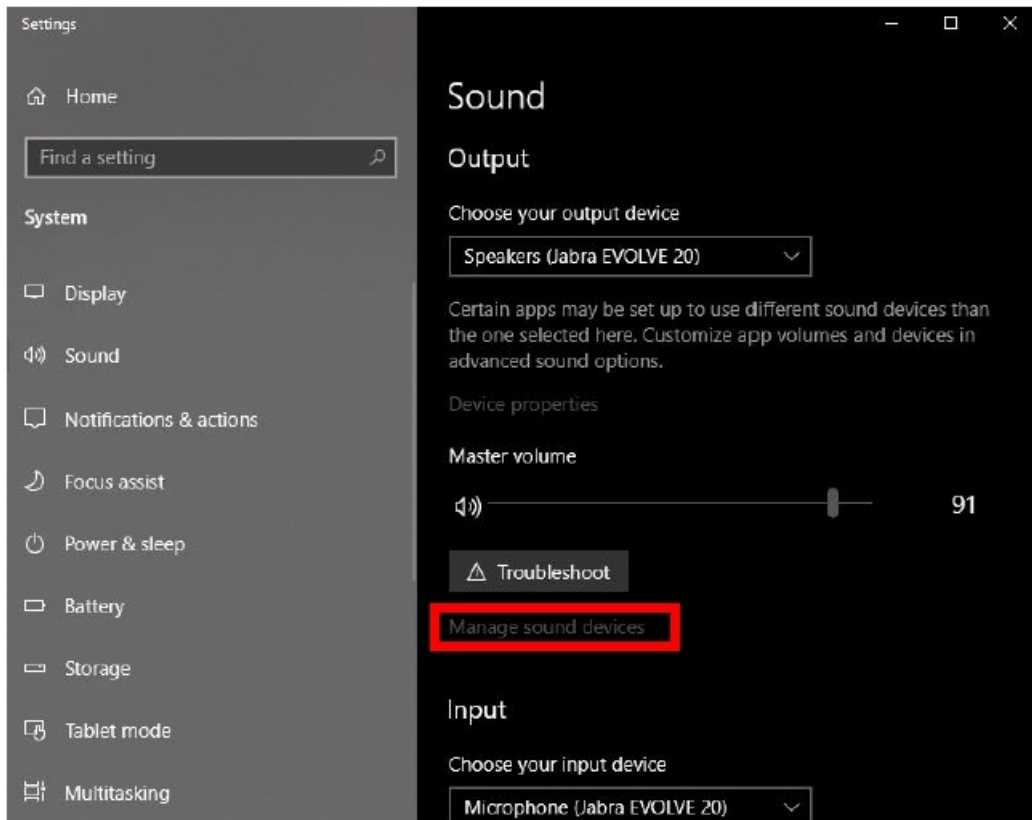 Settings
Home
Find a setting
System
Display
Sound
Notifications & actions
Focus assist
Power & sleep
Battery
Storage
Tablet mode
Multitasking
Sound
Output
Choose your output device
Speakers (Jabra EVOLVE 20)
Certain apps may be set up to use different sound devices than
the one selected here. Customize app volumes and devices in
advanced sound options.
Device properties
Master volume
91
Troubleshoot
Manage sound devices
Input
Choose your input device
Microphone (Jabra EVOLVE 20)